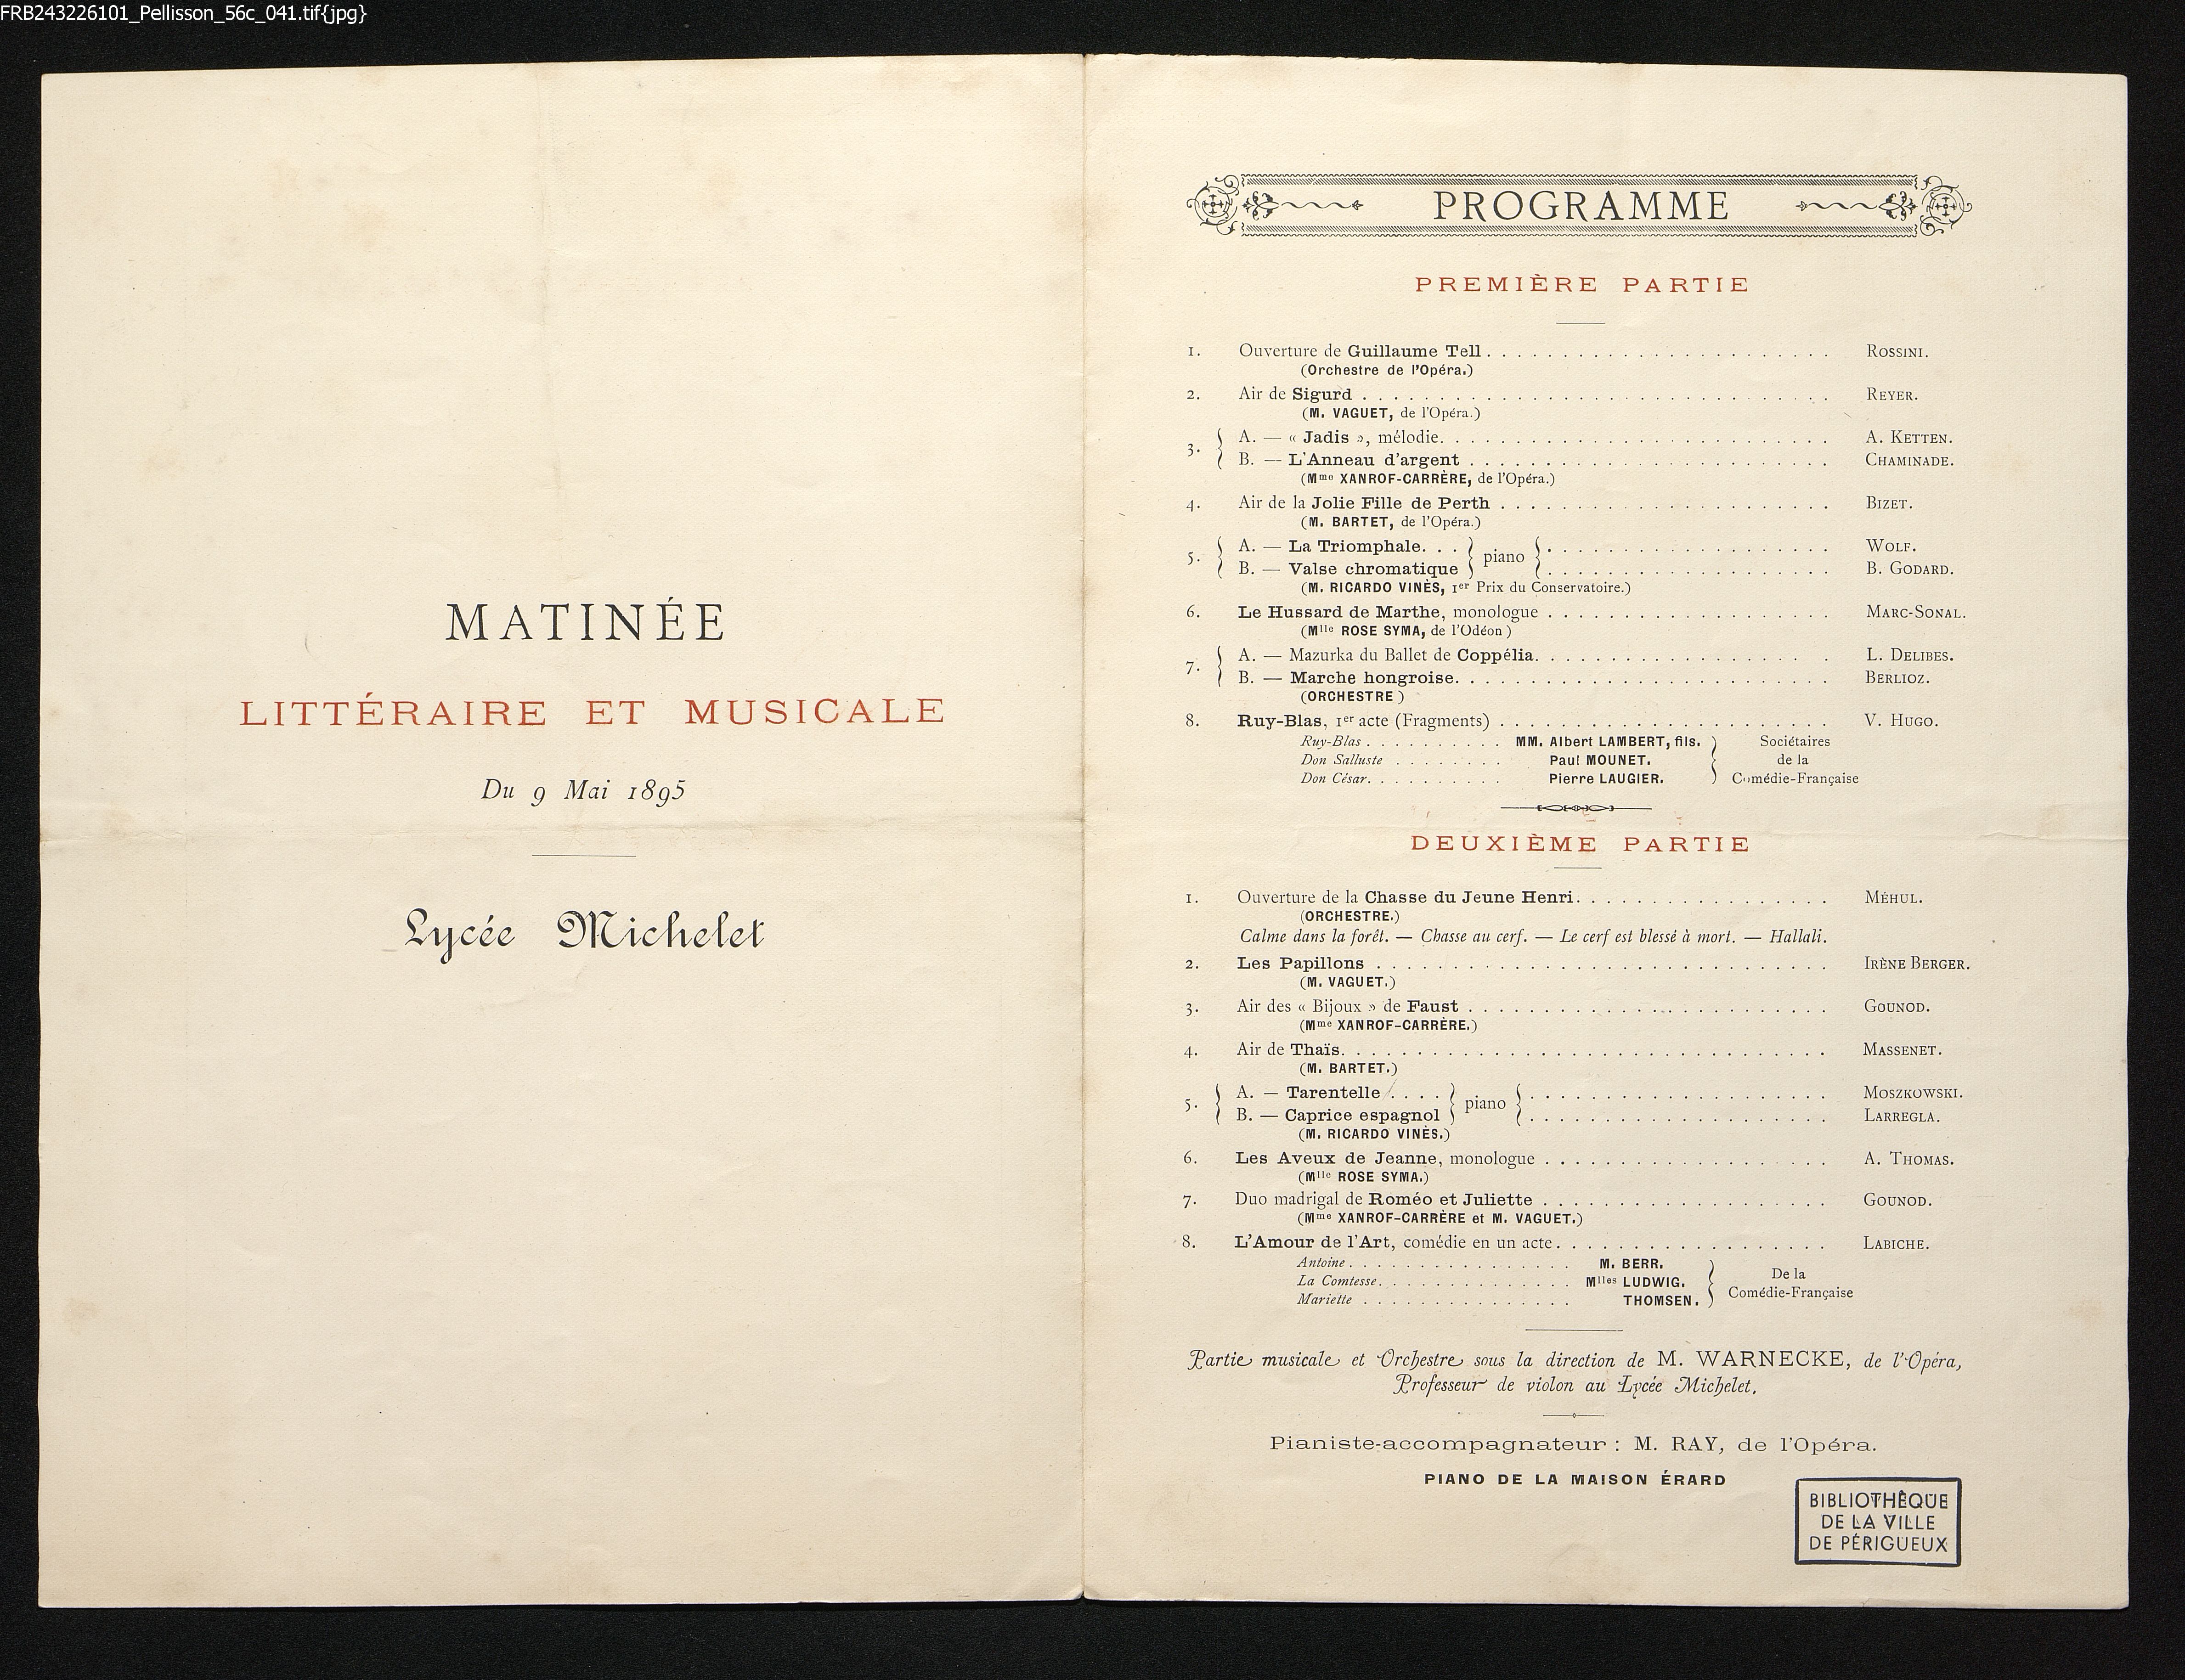 FRB243226101_Pellisson_56c_041.tif{jpg}
MATINÉE
LITTÉRAIRE ET MUSICALE
Du 9 Mai 1895
Lycée Michelet
PROGRAMME
PREMIÈRE PARTIE
1. Ouverture de Guillaume Tell . . . . . . . . . . ROSSINI.
(Orchestre de l'Opéra.)
2. Air de Sigurd . . . . . . . . . . REYER.
(M. VAGUET, de l'Opéra.)
3. A. — « Jadis », mélodie. . . . . . . . . . A. KETTEN.
B. — L'Anneau d'argent . . . . . . . . . . CHAMINADE.
(Mme XANROF-CARRÈRE, de l'Opéra.)
4. Air de la Jolie Fille de Perth . . . . . . . . . . BIZET.
(M. BARTET, de l'Opéra.)
5. A. — La Triomphale. . . piano . . . . . . . . . . WOLF.
B. — Valse chromatique . . . . . . . . . . B. GODARD.
(M. RICARDO VINÈS, 1er Prix du Conservatoire.)
6. Le Hussard de Marthe, monologue . . . . . . . . . . MARC-SONAL.
(Mlle ROSE SYMA, de l'Odéon)
7. A. — Mazurka du Ballet de Coppélia. . . . . . . . . . L. DELIBES.
B. — Marche hongroise. . . . . . . . . . BERLIOZ.
(ORCHESTRE)
8. Ruy-Blas, 1er acte (Fragments) . . . . . . . . . . V. HUGO.
Ruy-Blas . . . . . . . . . . MM. Albert LAMBERT, fils. Sociétaires
Don Salluste . . . . . . . . Paul MOUNET. de la
Don César. . . . . . . . . . Pierre LAUGIER. Comédie-Française
DEUXIÈME PARTIE
1. Ouverture de la Chasse du Jeune Henri. . . . . . . . . . MÉHUL.
(ORCHESTRE.)
Calme dans la forêt. — Chasse au cerf. — Le cerf est blessé à mort. — Hallali.
2. Les Papillons . . . . . . . . . . IRÈNE BERGER.
(M. VAGUET.)
3. Air des « Bijoux » de Faust . . . . . . . . . . GOUNOD.
(Mme XANROF-CARRÈRE.)
4. Air de Thaïs. . . . . . . . . . MASSENET.
(M. BARTET.)
5. A. — Tarentelle . . . . piano . . . . . . . . . . MOSZKOWSKI.
B. — Caprice espagnol . . . . . . . . . . LARREGLA.
(M. RICARDO VINÈS.)
6. Les Aveux de Jeanne, monologue . . . . . . . . . . A. THOMAS.
(Mlle ROSE SYMA.)
7. Duo madrigal de Roméo et Juliette . . . . . . . . . . GOUNOD.
(Mme XANROF-CARRÈRE et M. VAGUET.)
8. L'Amour de l'Art, comédie en un acte. . . . . . . . . . LABICHE.
Antoine . . . . . . . . . . M. BERR. De la
La Comtesse. . . . . . . . . . Mlles LUDWIG. Comédie-Française
Mariette . . . . . . . . . . THOMSEN.
Partie musicale et Orchestre sous la direction de M. WARNECKE, de l'Opéra,
Professeur de violon au Lycée Michelet.
Pianiste-accompagnateur : M. RAY, de l'Opéra.
PIANO DE LA MAISON ÉRARD
BIBLIOTHÈQUE
DE LA VILLE
DE PÉRIGUEUX